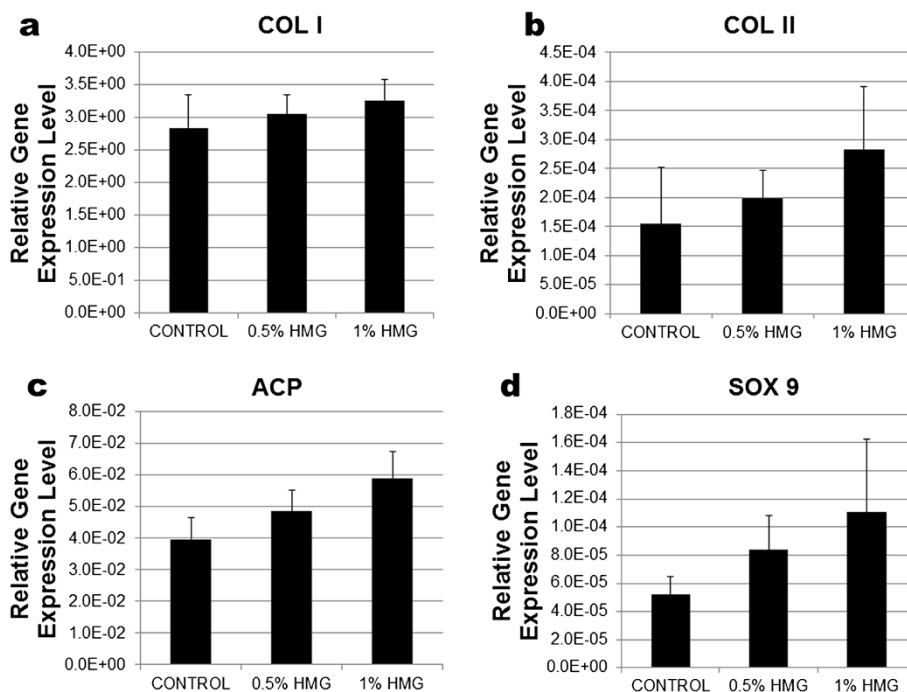 a
COL I
Relative Gene
Expression Level
4.0E+00
3.5E+00
3.0E+00
2.5E+00
2.0E+00
1.5E+00
1.0E+00
5.0E-01
0.0E+00
CONTROL 0.5% HMG 1% HMG
b
COL II
Relative Gene
Expression Level
4.5E-04
4.0E-04
3.5E-04
3.0E-04
2.5E-04
2.0E-04
1.5E-04
1.0E-04
5.0E-05
0.0E+00
CONTROL 0.5% HMG 1% HMG
c
ACP
Relative Gene
Expression Level
8.0E-02
7.0E-02
6.0E-02
5.0E-02
4.0E-02
3.0E-02
2.0E-02
1.0E-02
0.0E+00
CONTROL 0.5% HMG 1% HMG
d
SOX 9
Relative Gene
Expression Level
1.8E-04
1.6E-04
1.4E-04
1.2E-04
1.0E-04
8.0E-05
6.0E-05
4.0E-05
2.0E-05
0.0E+00
CONTROL 0.5% HMG 1% HMG